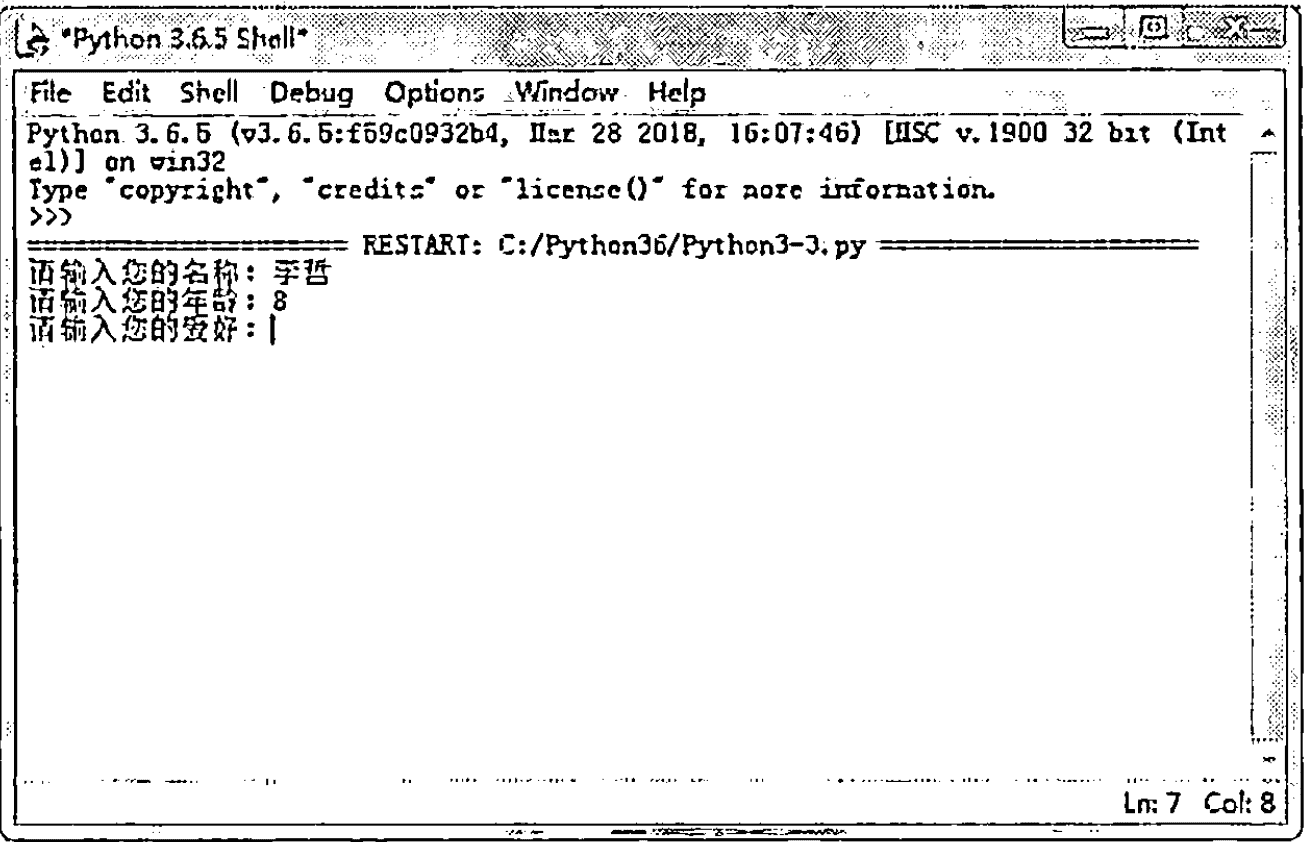 *Python 3.6.5 Shell*
File Edit Shell Debug Options Window Help
Python 3.6.5 (v3.6.5:f59c0932b4, Mar 28 2018, 16:07:46) [MSC v.1900 32 bit (Int
el)] on win32
Type "copyright", "credits" or "license()" for more information.
>>>
==================== RESTART: C:/Python36/Python3-3.py ====================
请输入您的名称：李哲
请输入您的年龄：8
请输入您的爱好：
Ln: 7 Col: 8